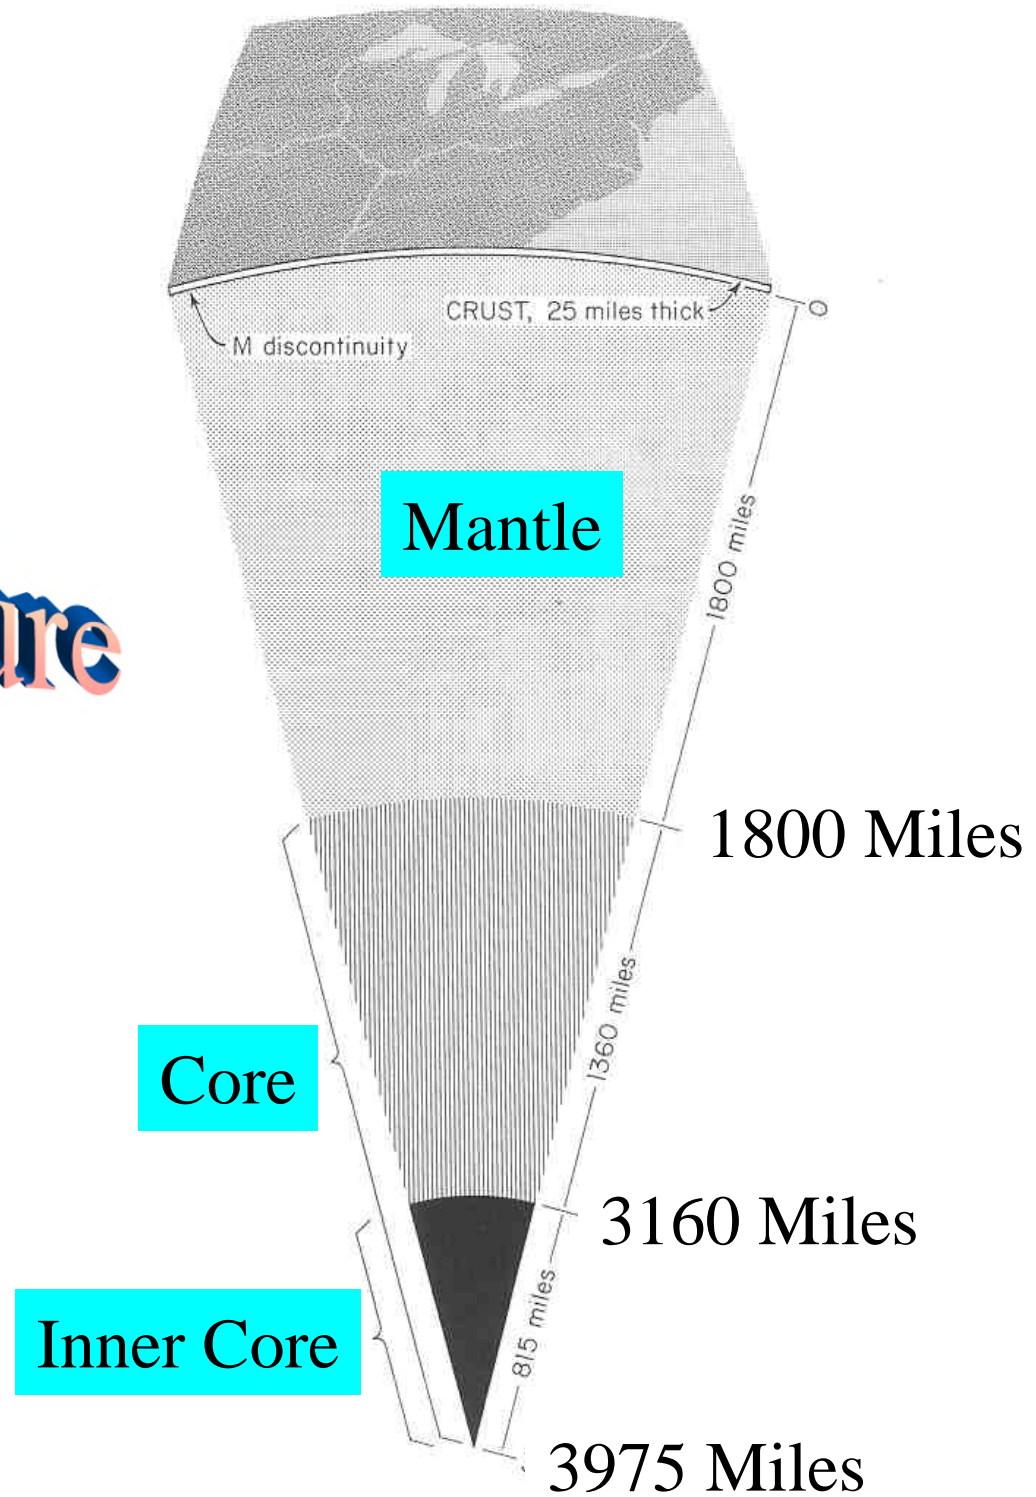 CRUST, 25 miles thick
0
M discontinuity
Mantle
1800 miles
ure
1800 Miles
1360 miles
Core
3160 Miles
Inner Core
815 miles
3975 Miles